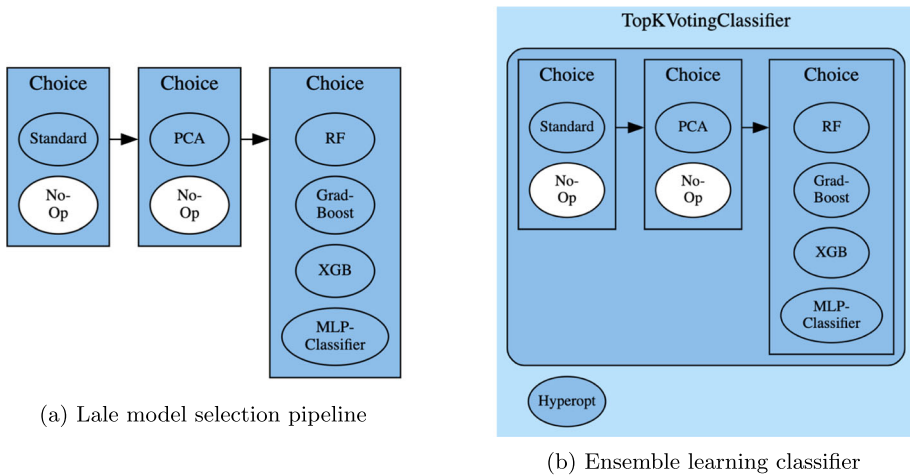 Choice
Standard
No-
Op
Choice
PCA
No-
Op
Choice
RF
Grad-
Boost
XGB
MLP-
Classifier
(a) Lale model selection pipeline
TopKVotingClassifier
Choice
Standard
No-
Op
Choice
PCA
No-
Op
Choice
RF
Grad-
Boost
XGB
MLP-
Classifier
Hyperopt
(b) Ensemble learning classifier